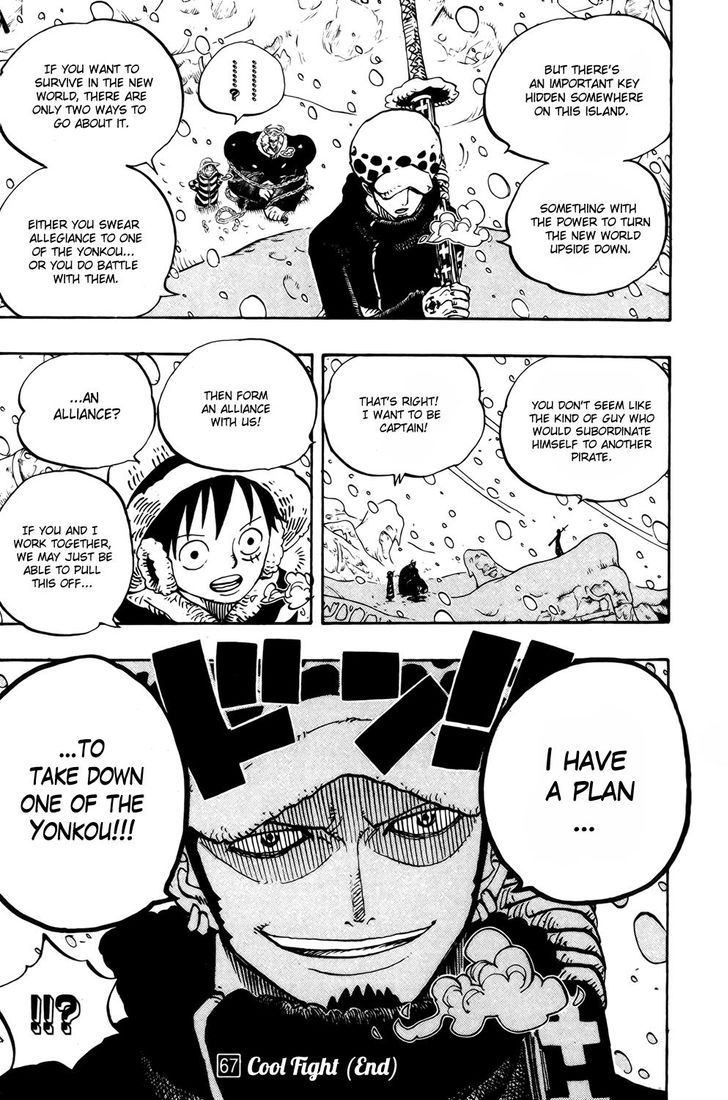 BUT THERE'S
AN IMPORTANT KEY
HIDDEN SOMEWHERE
ON THIS ISLAND.
SOMETHING WITH
THE POWER TO TURN
THE NEW WORLD
UPSIDE DOWN.
!!
......?
IF YOU WANT TO
SURVIVE IN THE NEW
WORLD, THERE ARE
ONLY TWO WAYS TO
GO ABOUT IT.
EITHER YOU SWEAR
ALLEGIANCE TO ONE
OF THE YONKOU...
OR YOU DO BATTLE
WITH THEM.
YOU DON'T SEEM LIKE
THE KIND OF GUY WHO
WOULD SUBORDINATE
HIMSELF TO ANOTHER
PIRATE.
THAT'S RIGHT!
I WANT TO BE
CAPTAIN!
THEN FORM
AN ALLIANCE
WITH US!
...AN
ALLIANCE?
IF YOU AND I
WORK TOGETHER,
WE MAY JUST BE
ABLE TO PULL
THIS OFF...
ドン!!
I HAVE
A PLAN
...
...TO
TAKE DOWN
ONE OF THE
YONKOU!!!
!!?
67 Cool Fight (End)